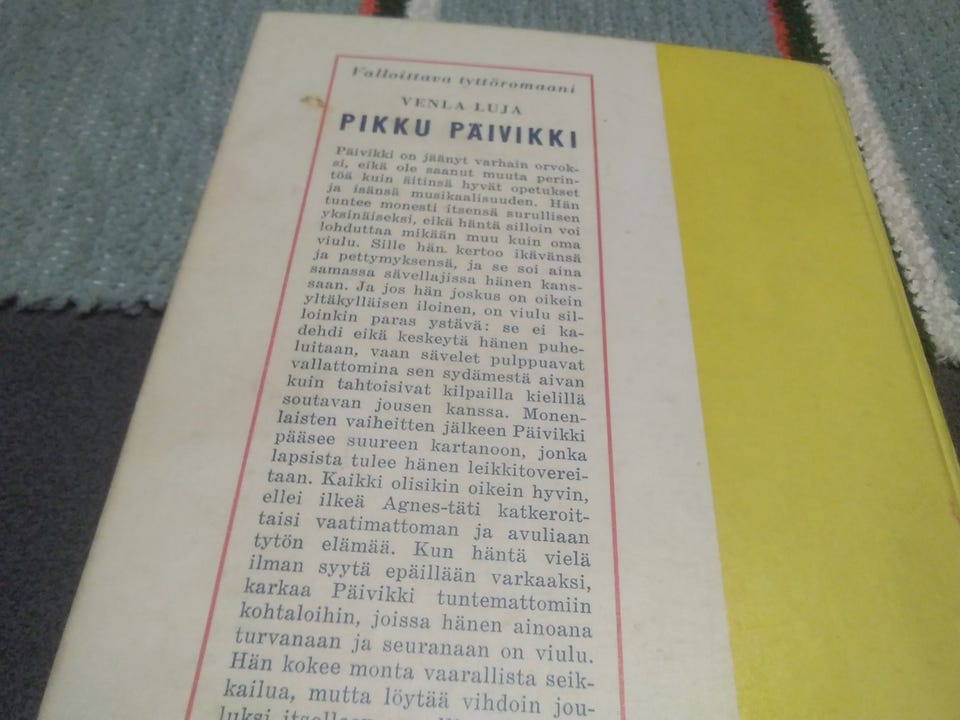 Valloittava tyttöromaani
VENLA LUJA
PIKKU PÄIVIKKI
Päivikki on jäänyt varhain orvok-
si, eikä ole saanut muuta perin-
töä kuin äitinsä hyvät opetukset
ja isänsä musikaalisuuden. Hän
tuntee monesti itsensä surullisen
yksinäiseksi, eikä häntä silloin voi
lohduttaa mikään muu kuin oma
viulu. Sille hän kertoo ikävänsä
ja pettymyksensä, ja se soi aina
samassa sävellajissa hänen kans-
saan. Ja jos hän joskus on oikein
yltäkylläisen iloinen, on viulu sil-
loinkin paras ystävä: se ei ka-
dehdi eikä keskeytä hänen puhe-
luitaan, vaan sävelet pulppuavat
vallattomina sen sydämestä aivan
kuin tahtoisivat kilpailla kielillä
soutavan jousen kanssa. Monen-
laisten vaiheitten jälkeen Päivikki
pääsee suureen kartanoon, jonka
lapsista tulee hänen leikkitoverei-
taan. Kaikki olisikin oikein hyvin,
ellei ilkeä Agnes-täti katkeroit-
taisi vaatimattoman ja avuliaan
tytön elämää. Kun häntä vielä
ilman syytä epäillään varkaaksi,
karkaa Päivikki tuntemattomiin
kohtaloihin, joissa hänen ainoana
turvanaan ja seuranaan on viulu.
Hän kokee monta vaarallista seik-
kailua, mutta löytää vihdoin jou-
luksi itselleen